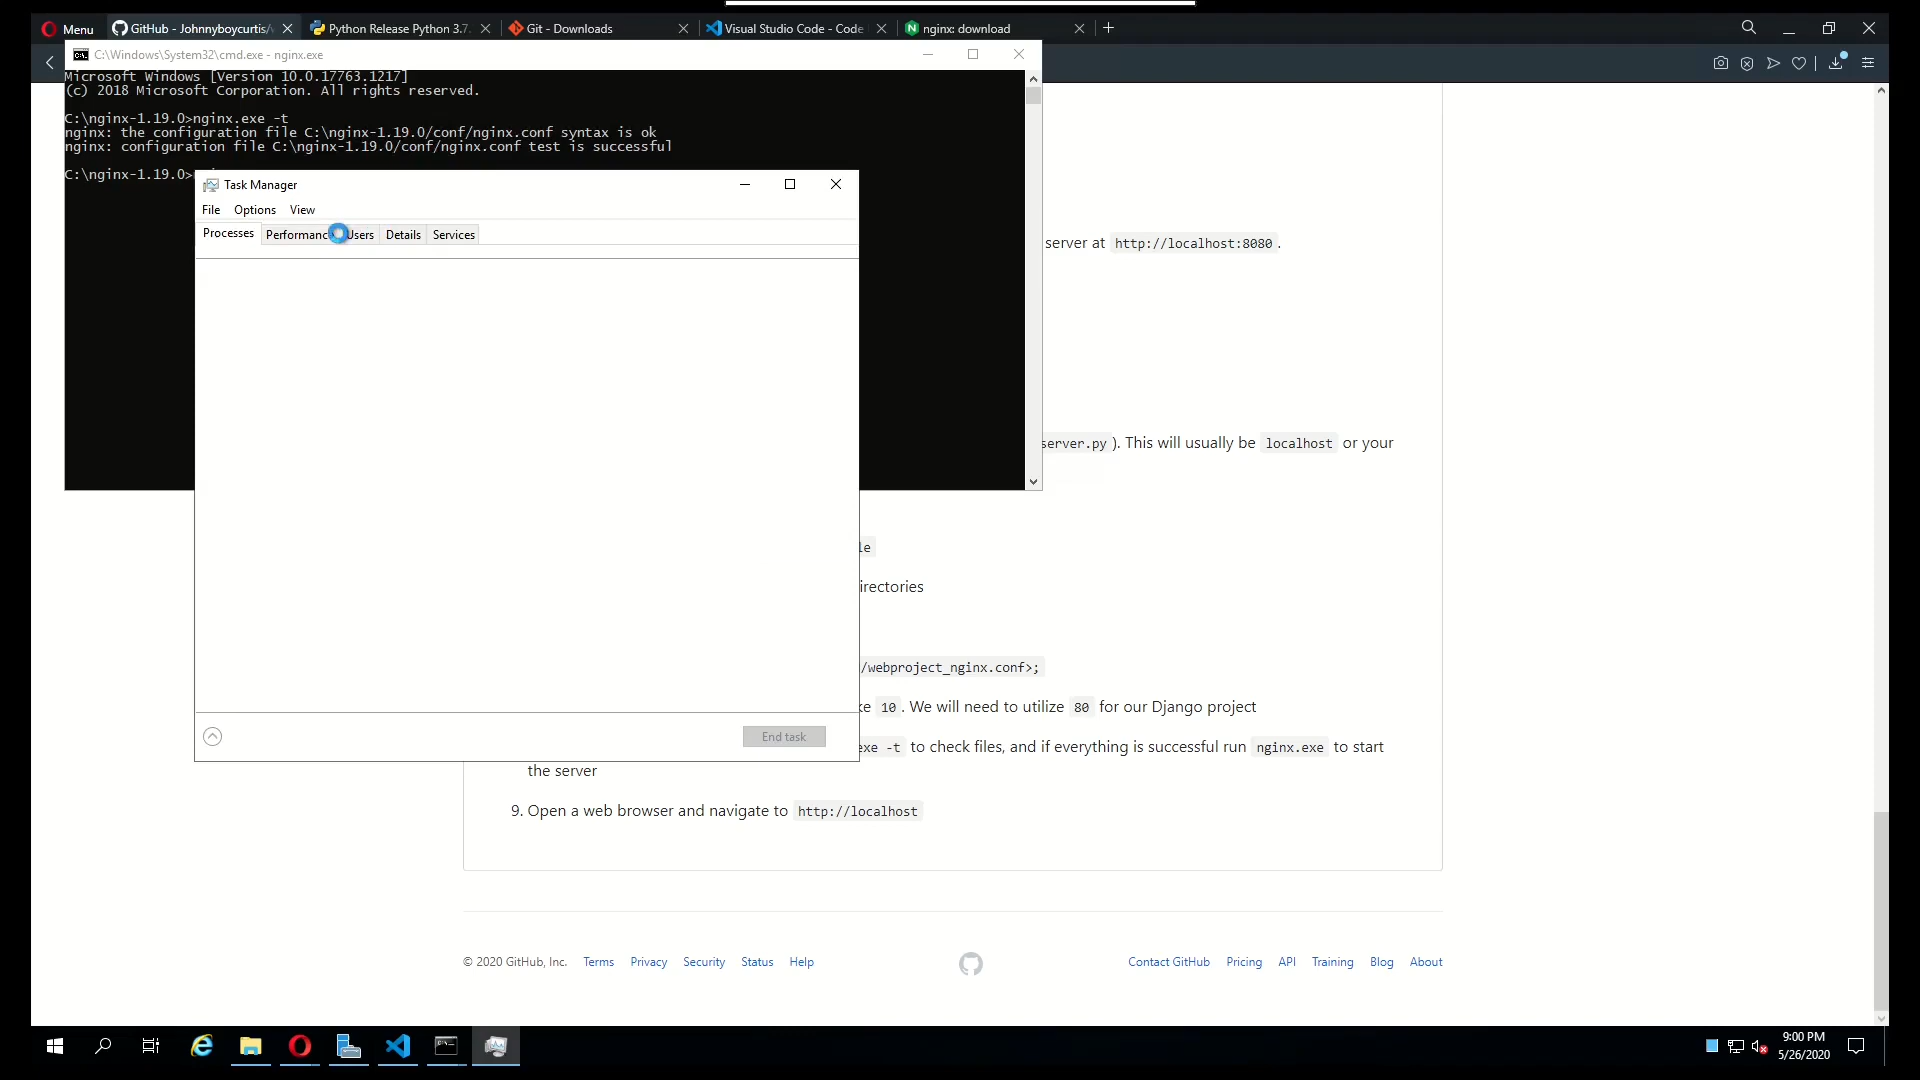 Menu
GitHub - Johnnyboycurtis/
Python Release Python 3.7.
Git - Downloads
Visual Studio Code - Code
nginx: download
C:\Windows\System32\cmd.exe - nginx.exe
Microsoft Windows [Version 10.0.17763.1217]
(c) 2018 Microsoft Corporation. All rights reserved.
C:\nginx-1.19.0>nginx.exe -t
nginx: the configuration file C:\nginx-1.19.0/conf/nginx.conf syntax is ok
nginx: configuration file C:\nginx-1.19.0/conf/nginx.conf test is successful
C:\nginx-1.19.0>
Task Manager
File Options View
Processes Performanc Users Details Services
server at http://localhost:8080.
server.py). This will usually be localhost or your
le
irectories
/webproject_nginx.conf>;
10. We will need to utilize 80 for our Django project
End task
exe -t to check files, and if everything is successful run nginx.exe to start
the server
9. Open a web browser and navigate to http://localhost
© 2020 GitHub, Inc. Terms Privacy Security Status Help
Contact GitHub Pricing API Training Blog About
9:00 PM
5/26/2020